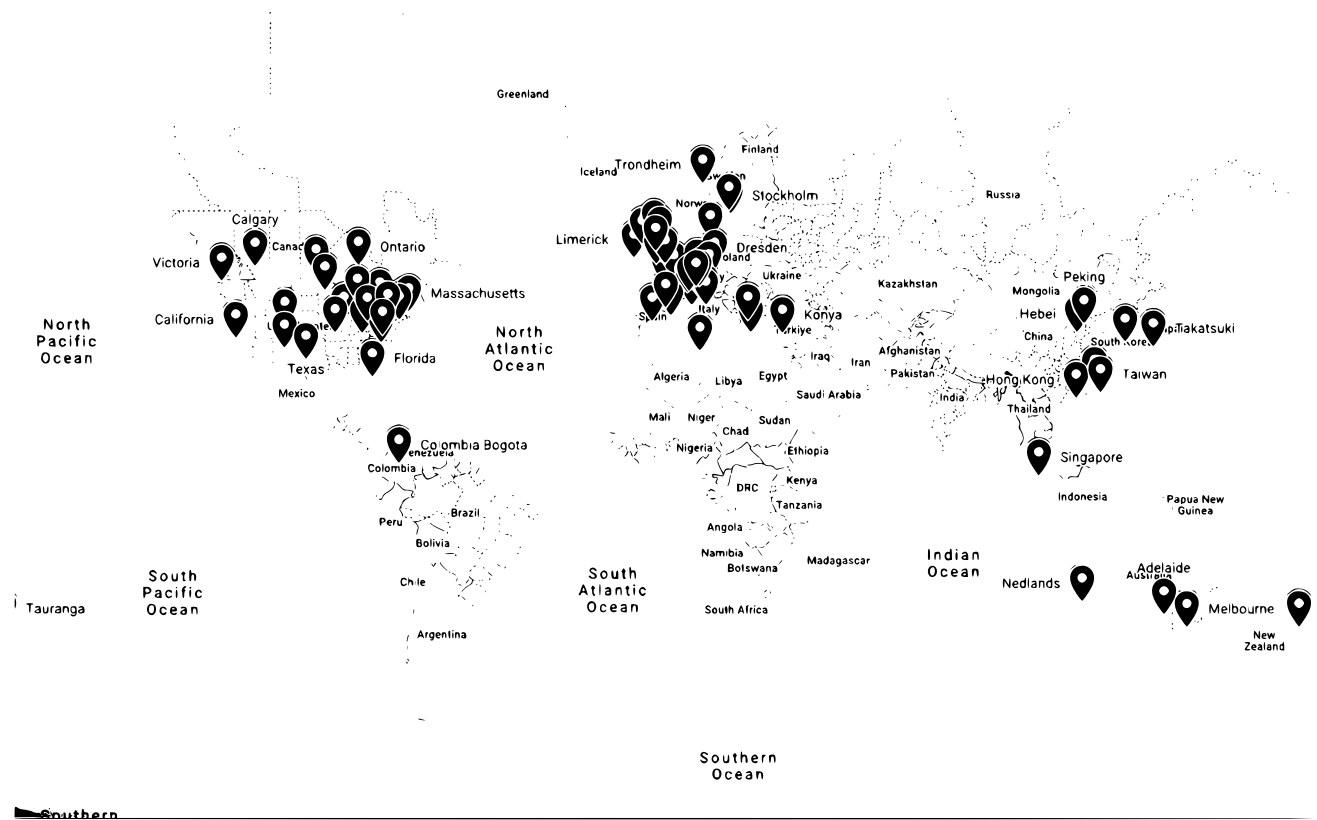 Greenland
Finland
Iceland
Trondheim
Russia
Stockholm
Calgary
Limerick
Ontario
Dresden
Victoria
Ukraine
Peking
Kazakhstan
Mongolia
Massachusetts
California
Italy
Konya
Hebei
Takatsuki
North
Pacific
Ocean
North
Atlantic
Ocean
China
Florida
Texas
Mexico
Iraq
Iran
Afghanistan
Pakistan
Hong Kong
Taiwan
Algeria
Libya
Egypt
Saudi Arabia
India
Thailand
Mali
Niger
Sudan
Chad
Colombia Bogota
Nigeria
Ethiopia
Singapore
Colombia
Kenya
DRC
Indonesia
Papua New
Guinea
Peru
Brazil
Tanzania
Angola
Bolivia
Namibia
Botswana
Madagascar
Indian
Ocean
Nedlands
Adelaide
Australia
Chile
South
Pacific
Ocean
South
Atlantic
Ocean
Tauranga
South Africa
Melbourne
Argentina
New
Zealand
Southern
Ocean
Southern